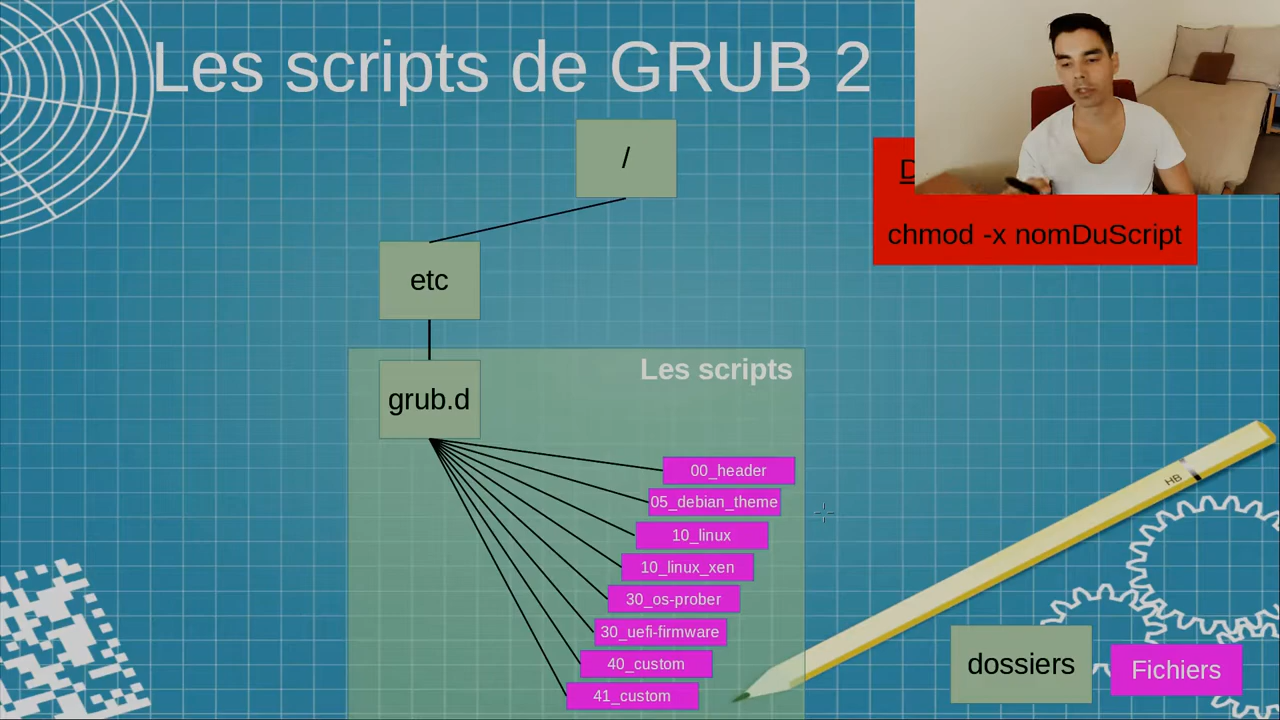 Les scripts de GRUB 2
/
chmod -x nomDuScript
etc
Les scripts
grub.d
00_header
05_debian_theme
10_linux
10_linux_xen
HB
30_os-prober
30_uefi-firmware
40_custom
41_custom
dossiers
Fichiers